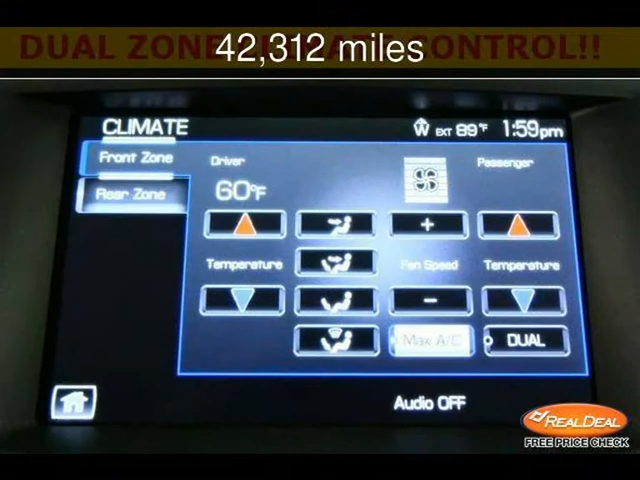 DUAL ZONE CLIMATE CONTROL!!
42,312 miles
CLIMATE
W EXT 89°F 1:59pm
Front Zone
Driver
Passenger
Rear Zone
60°F
+
Temperature
Fan Speed
Temperature
-
Max A/C
DUAL
Audio OFF
REALDEAL
FREE PRICE CHECK